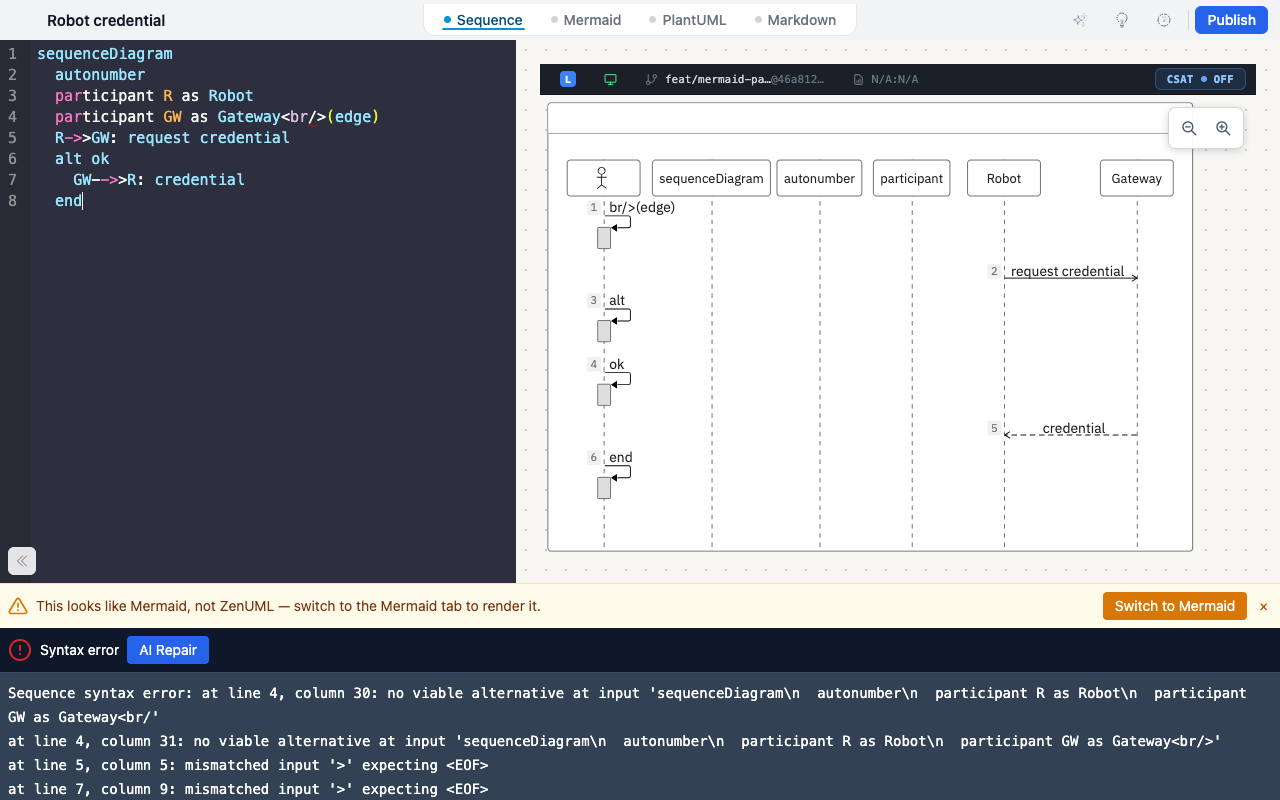 Robot credential
Sequence
Mermaid
PlantUML
Markdown
Publish
1 sequenceDiagram
2 autonumber
3 participant R as Robot
4 participant GW as Gateway<br/>(edge)
5 R->>GW: request credential
6 alt ok
7 GW-->>R: credential
8 end
L
feat/mermaid-pa…@46a812…
N/A:N/A
CSAT • OFF
sequenceDiagram
autonumber
participant
Robot
Gateway
1 br/>(edge)
2 request credential
3 alt
4 ok
5 credential
6 end
This looks like Mermaid, not ZenUML — switch to the Mermaid tab to render it.
Switch to Mermaid
×
Syntax error
AI Repair
Sequence syntax error: at line 4, column 30: no viable alternative at input 'sequenceDiagram\n  autonumber\n  participant R as Robot\n  participant
GW as Gateway<br/'
at line 4, column 31: no viable alternative at input 'sequenceDiagram\n  autonumber\n  participant R as Robot\n  participant GW as Gateway<br/>'
at line 5, column 5: mismatched input '>' expecting <EOF>
at line 7, column 9: mismatched input '>' expecting <EOF>